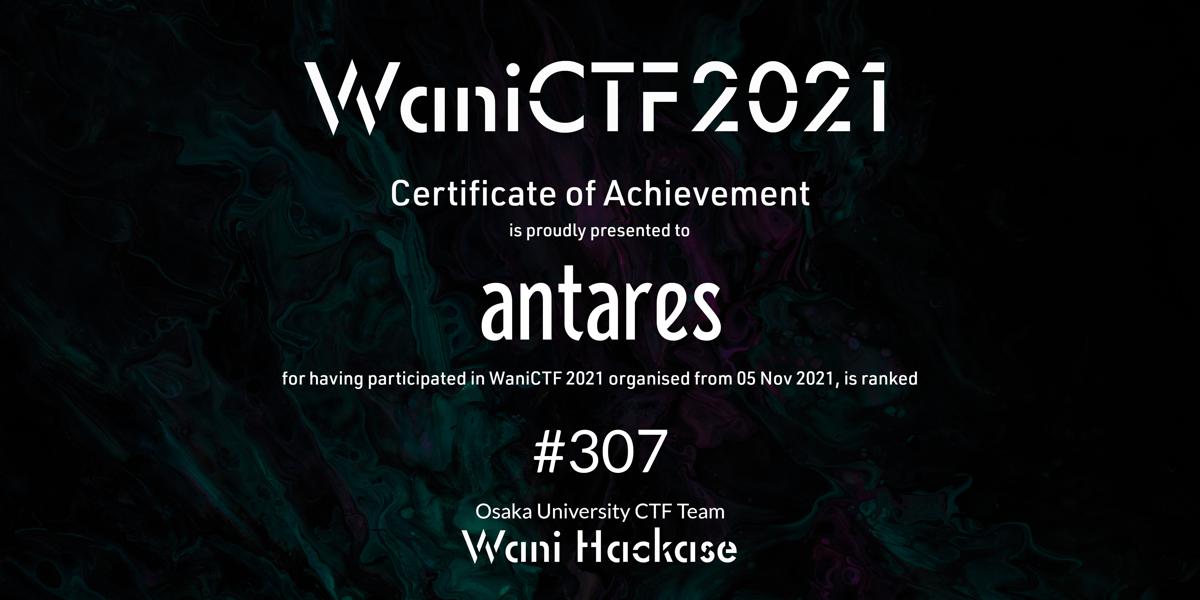 WaniCTF2021
Certificate of Achievement
is proudly presented to
antares
for having participated in WaniCTF 2021 organised from 05 Nov 2021, is ranked
#307
Osaka University CTF Team
Wani Hackase